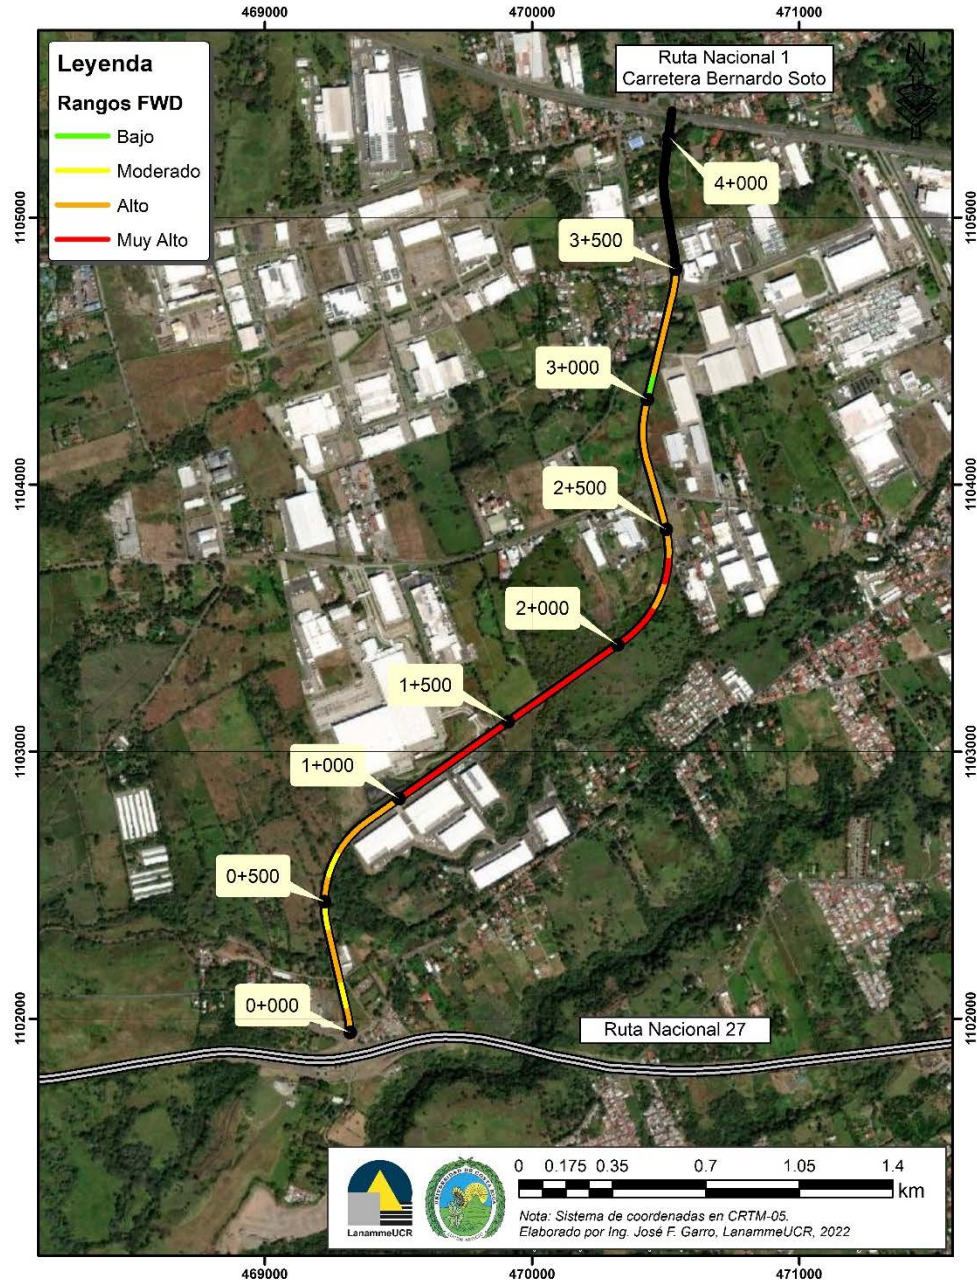 469000
470000
471000
Leyenda
Rangos FWD
Bajo
Moderado
Alto
Muy Alto
Ruta Nacional 1
Carretera Bernardo Soto
N
4+000
1105000
1105000
3+500
3+000
1104000
1104000
2+500
2+000
1+500
1103000
1103000
1+000
0+500
0+000
1102000
1102000
Ruta Nacional 27
LanammeUCR
UNIVERSIDAD DE COSTA RICA
0 0.175 0.35 0.7 1.05 1.4
km
Nota: Sistema de coordenadas en CRTM-05.
Elaborado por Ing. José F. Garro, LanammeUCR, 2022
469000
470000
471000